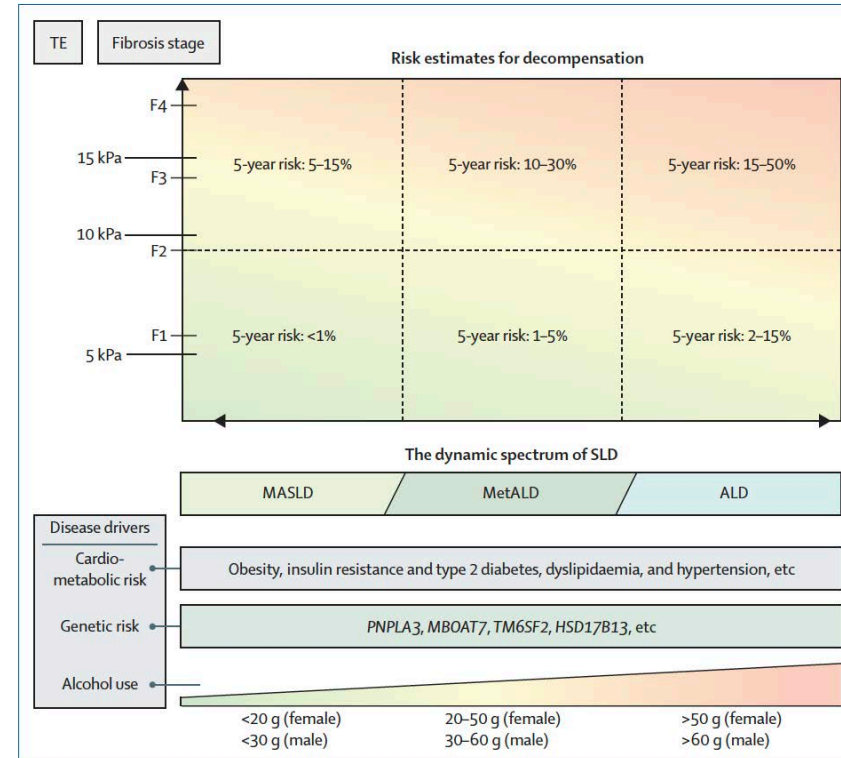 TE
Fibrosis stage
Risk estimates for decompensation
F4
15 kPa
F3
10 kPa
F2
F1
5 kPa
5-year risk: 5–15%
5-year risk: 10–30%
5-year risk: 15–50%
5-year risk: <1%
5-year risk: 1–5%
5-year risk: 2–15%
The dynamic spectrum of SLD
MASLD
MetALD
ALD
Disease drivers
Cardio-
metabolic risk
Obesity, insulin resistance and type 2 diabetes, dyslipidaemia, and hypertension, etc
Genetic risk
PNPLA3, MBOAT7, TM6SF2, HSD17B13, etc
Alcohol use
<20 g (female)
<30 g (male)
20–50 g (female)
30–60 g (male)
>50 g (female)
>60 g (male)